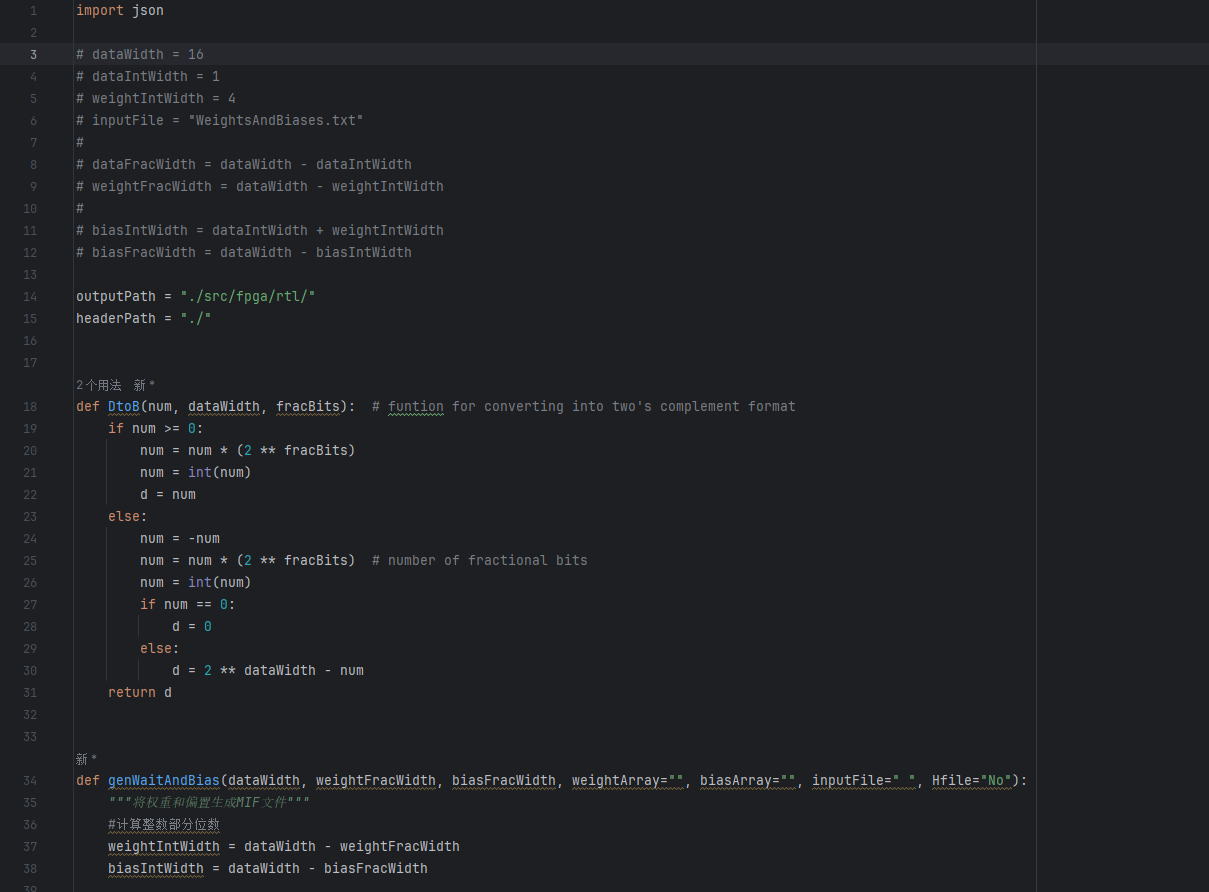 1 import json
2
3 # dataWidth = 16
4 # dataIntWidth = 1
5 # weightIntWidth = 4
6 # inputFile = "WeightsAndBiases.txt"
7 #
8 # dataFracWidth = dataWidth - dataIntWidth
9 # weightFracWidth = dataWidth - weightIntWidth
10 #
11 # biasIntWidth = dataIntWidth + weightIntWidth
12 # biasFracWidth = dataWidth - biasIntWidth
13
14 outputPath = "./src/fpga/rtl/"
15 headerPath = "./"
16
17
2个用法 新 *
18 def DtoB(num, dataWidth, fracBits):  # funtion for converting into two's complement format
19     if num >= 0:
20         num = num * (2 ** fracBits)
21         num = int(num)
22         d = num
23     else:
24         num = -num
25         num = num * (2 ** fracBits)  # number of fractional bits
26         num = int(num)
27         if num == 0:
28             d = 0
29         else:
30             d = 2 ** dataWidth - num
31     return d
32
33
新 *
34 def genWaitAndBias(dataWidth, weightFracWidth, biasFracWidth, weightArray="", biasArray="", inputFile=" ", Hfile="No"):
35     """将权重和偏置生成MIF文件"""
36     #计算整数部分位数
37     weightIntWidth = dataWidth - weightFracWidth
38     biasIntWidth = dataWidth - biasFracWidth
39